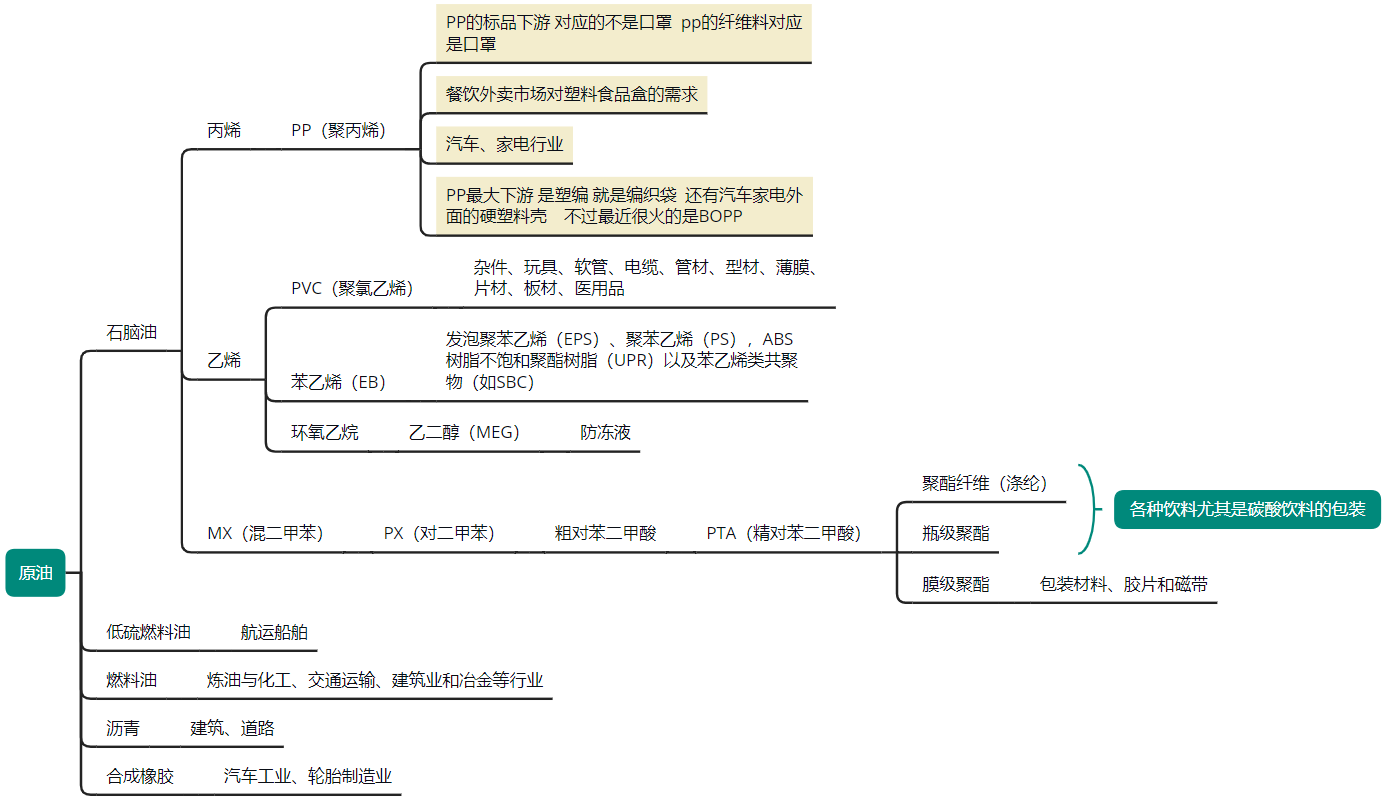 PP的标品下游 对应的不是口罩  pp的纤维料对应
是口罩
餐饮外卖市场对塑料食品盒的需求
丙烯
PP（聚丙烯）
汽车、家电行业
PP最大下游 是塑编 就是编织袋  还有汽车家电外
面的硬塑料壳    不过最近很火的是BOPP
杂件、玩具、软管、电缆、管材、型材、薄膜、
片材、板材、医用品
PVC（聚氯乙烯）
石脑油
乙烯
发泡聚苯乙烯（EPS）、聚苯乙烯（PS），ABS
树脂不饱和聚酯树脂（UPR）以及苯乙烯类共聚
物（如SBC）
苯乙烯（EB）
环氧乙烷
乙二醇（MEG）
防冻液
聚酯纤维（涤纶）
各种饮料尤其是碳酸饮料的包装
MX（混二甲苯）
PX（对二甲苯）
粗对苯二甲酸
PTA（精对苯二甲酸）
瓶级聚酯
膜级聚酯
包装材料、胶片和磁带
原油
低硫燃料油
航运船舶
燃料油
炼油与化工、交通运输、建筑业和冶金等行业
沥青
建筑、道路
合成橡胶
汽车工业、轮胎制造业